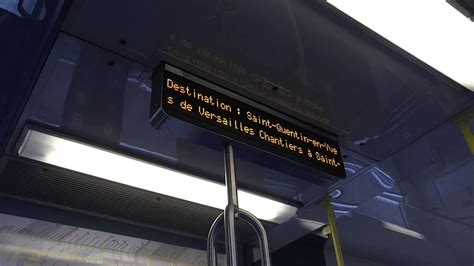 Destination : Saint-Quentin-en-Yve
s de Versailles Chantiers à Saint-